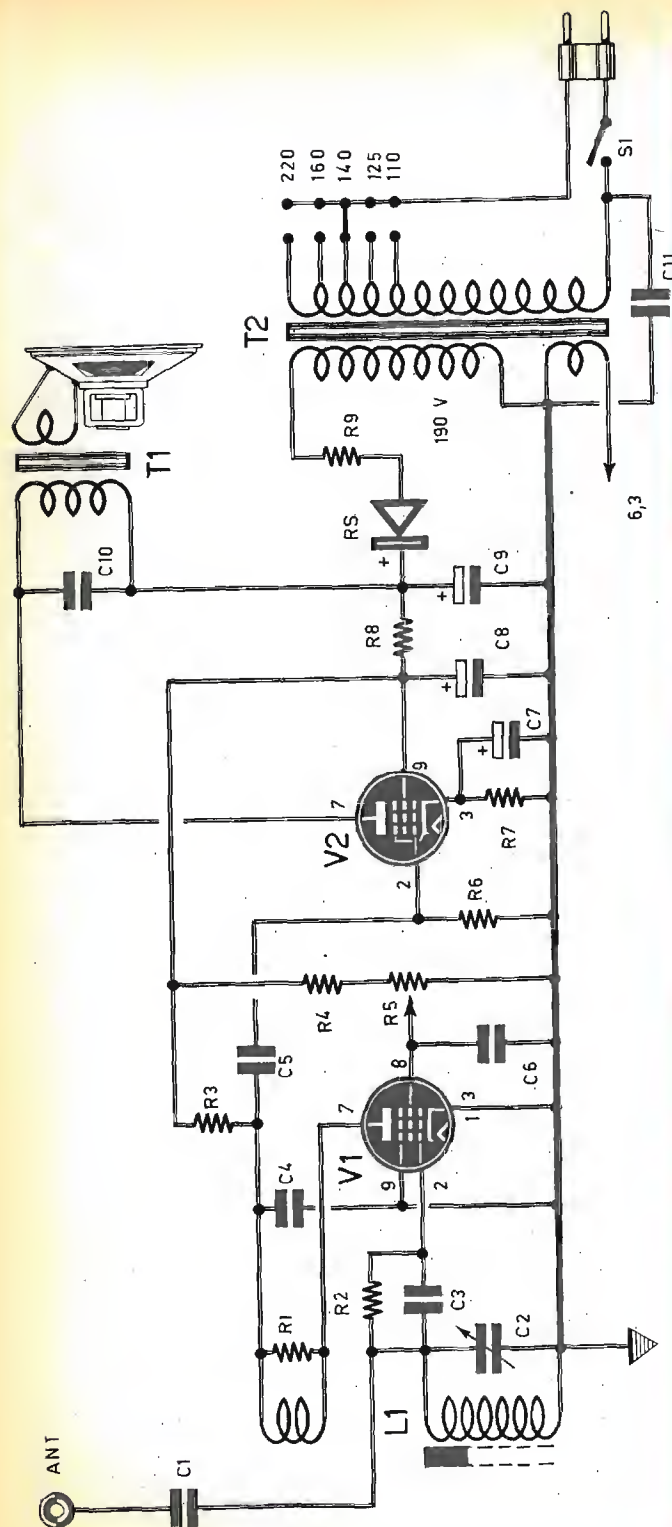 ANT
C1
L1
R1
C4
R3
C5
R2
C3
C2
V1
7
9
2
8
1
3
R4
R5
C6
R6
V2
7
2
9
3
R7
C7
R8
C8
C9
RS
R9
C10
T1
T2
190 V
6,3
220
160
140
125
110
S1
C11
+
+
+
+